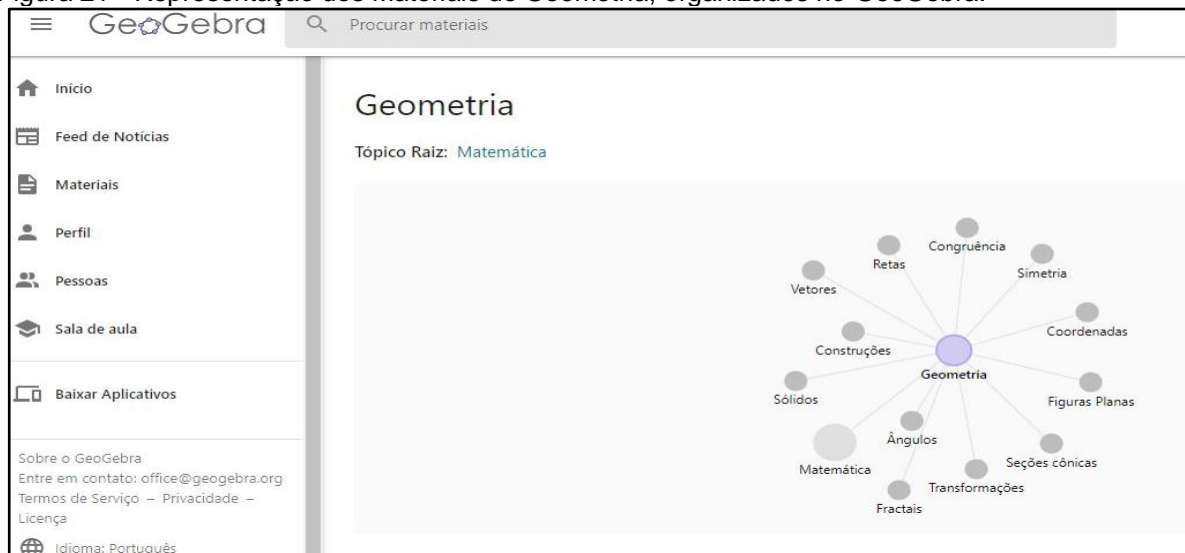 Figura 21 - Representação dos materiais de Geometria, organizados no GeoGebra.
GeoGebra
Procurar materiais
Início
Feed de Notícias
Materiais
Perfil
Pessoas
Sala de aula
Baixar Aplicativos
Sobre o GeoGebra
Entre em contato: office@geogebra.org
Termos de Serviço – Privacidade –
Licença
Idioma: Português
Geometria
Tópico Raiz: Matemática
Congruência
Retas
Simetria
Vetores
Coordenadas
Construções
Geometria
Sólidos
Figuras Planas
Ângulos
Matemática
Seções cônicas
Transformações
Fractais